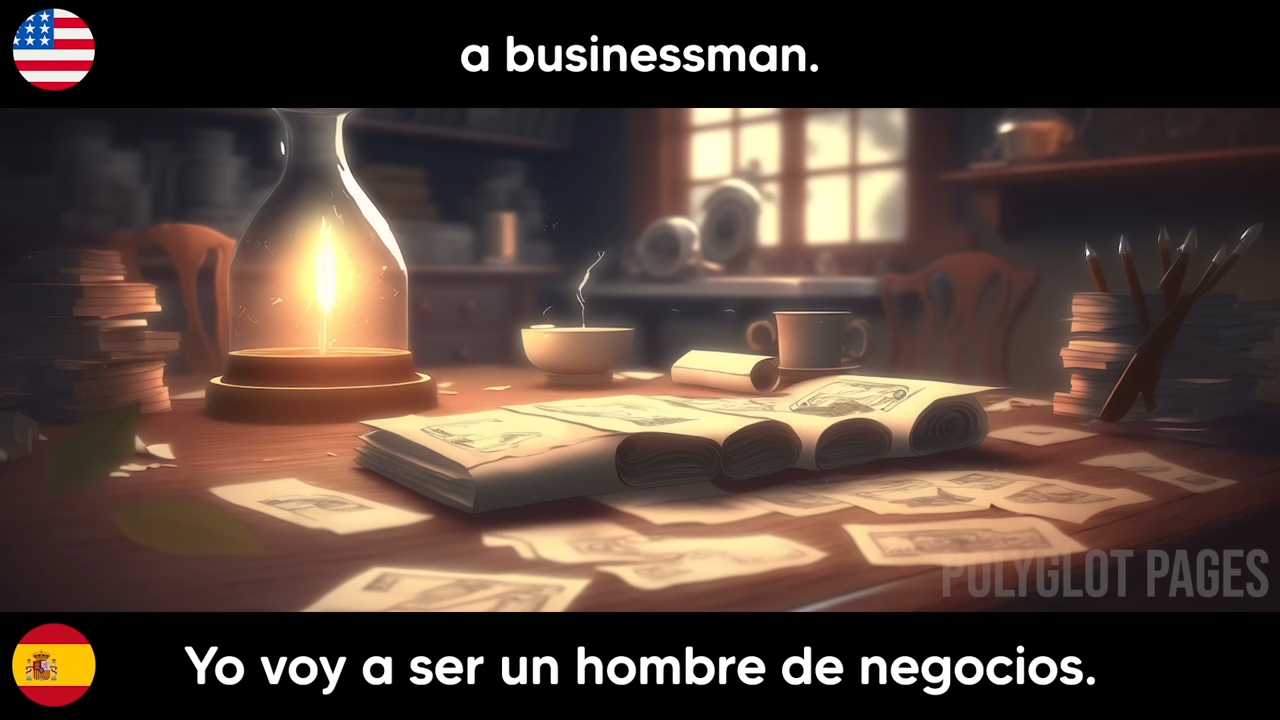 a businessman.
POLYGLOT PAGES
Yo voy a ser un hombre de negocios.